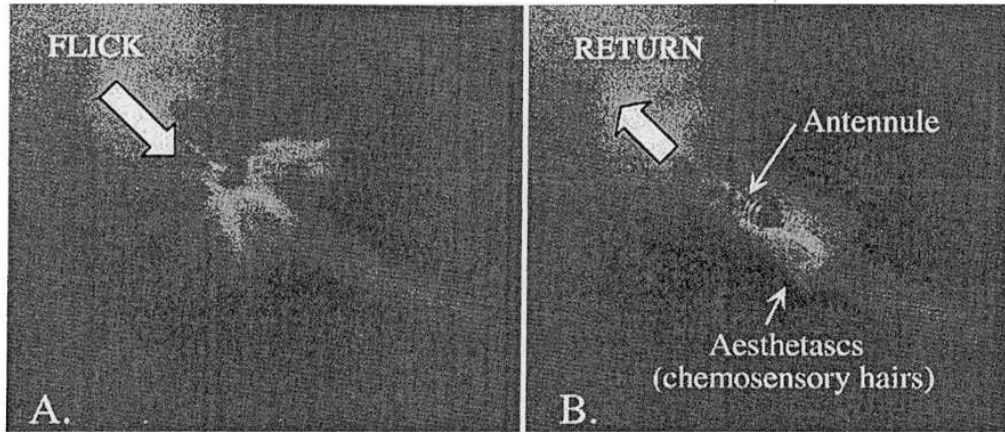 FLICK
A.
RETURN
Antennule
Aesthetascs
(chemosensory hairs)
B.